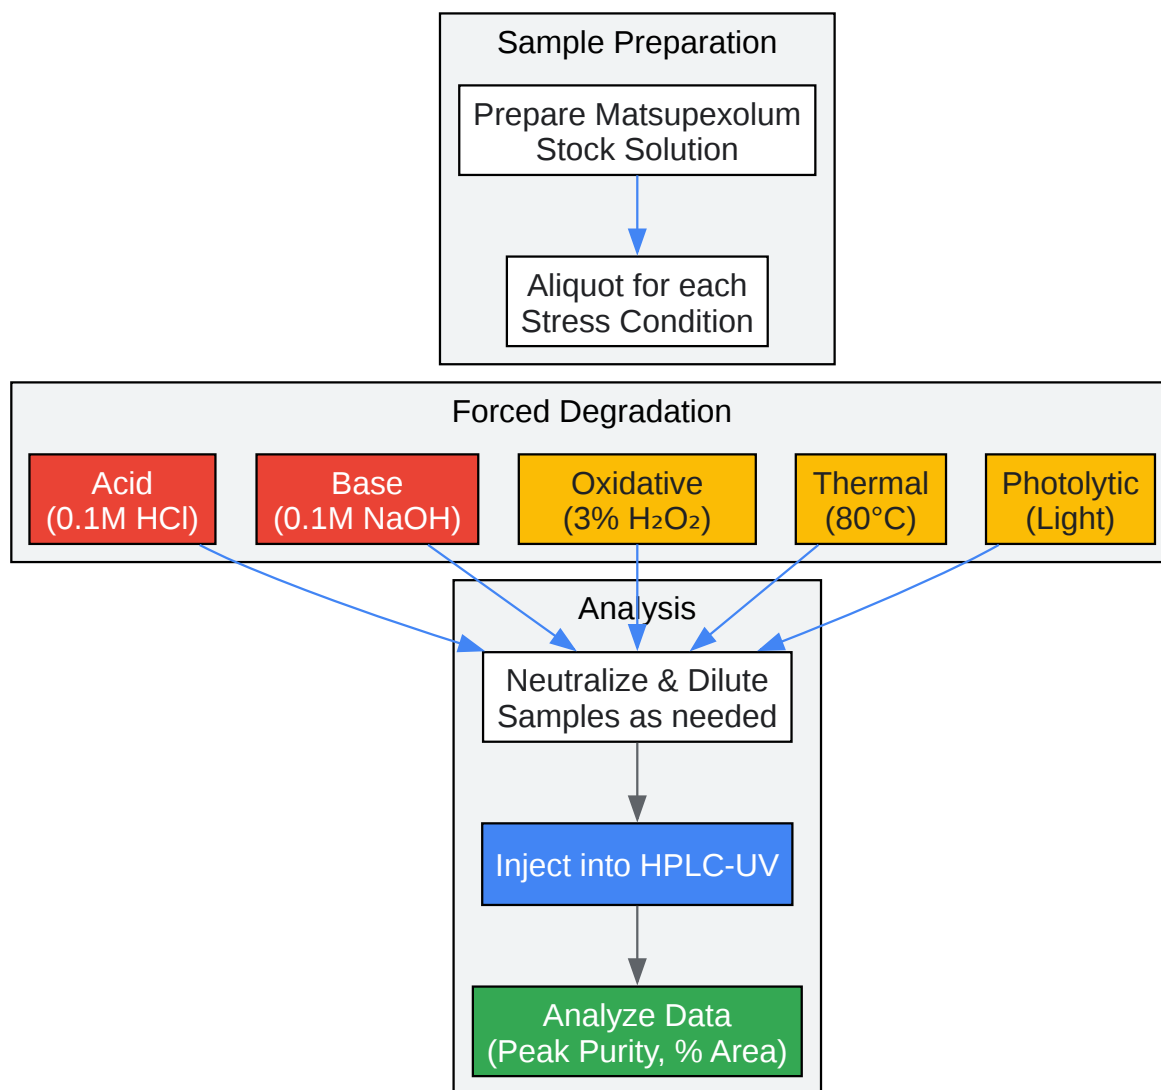 Sample Preparation
Prepare Matsupexolum
Stock Solution
Aliquot for each
Stress Condition
Forced Degradation
Acid
(0.1M HCl)
Base
(0.1M NaOH)
Oxidative
(3% H₂O₂)
Thermal
(80°C)
Photolytic
(Light)
Analysis
Neutralize & Dilute
Samples as needed
Inject into HPLC-UV
Analyze Data
(Peak Purity, % Area)